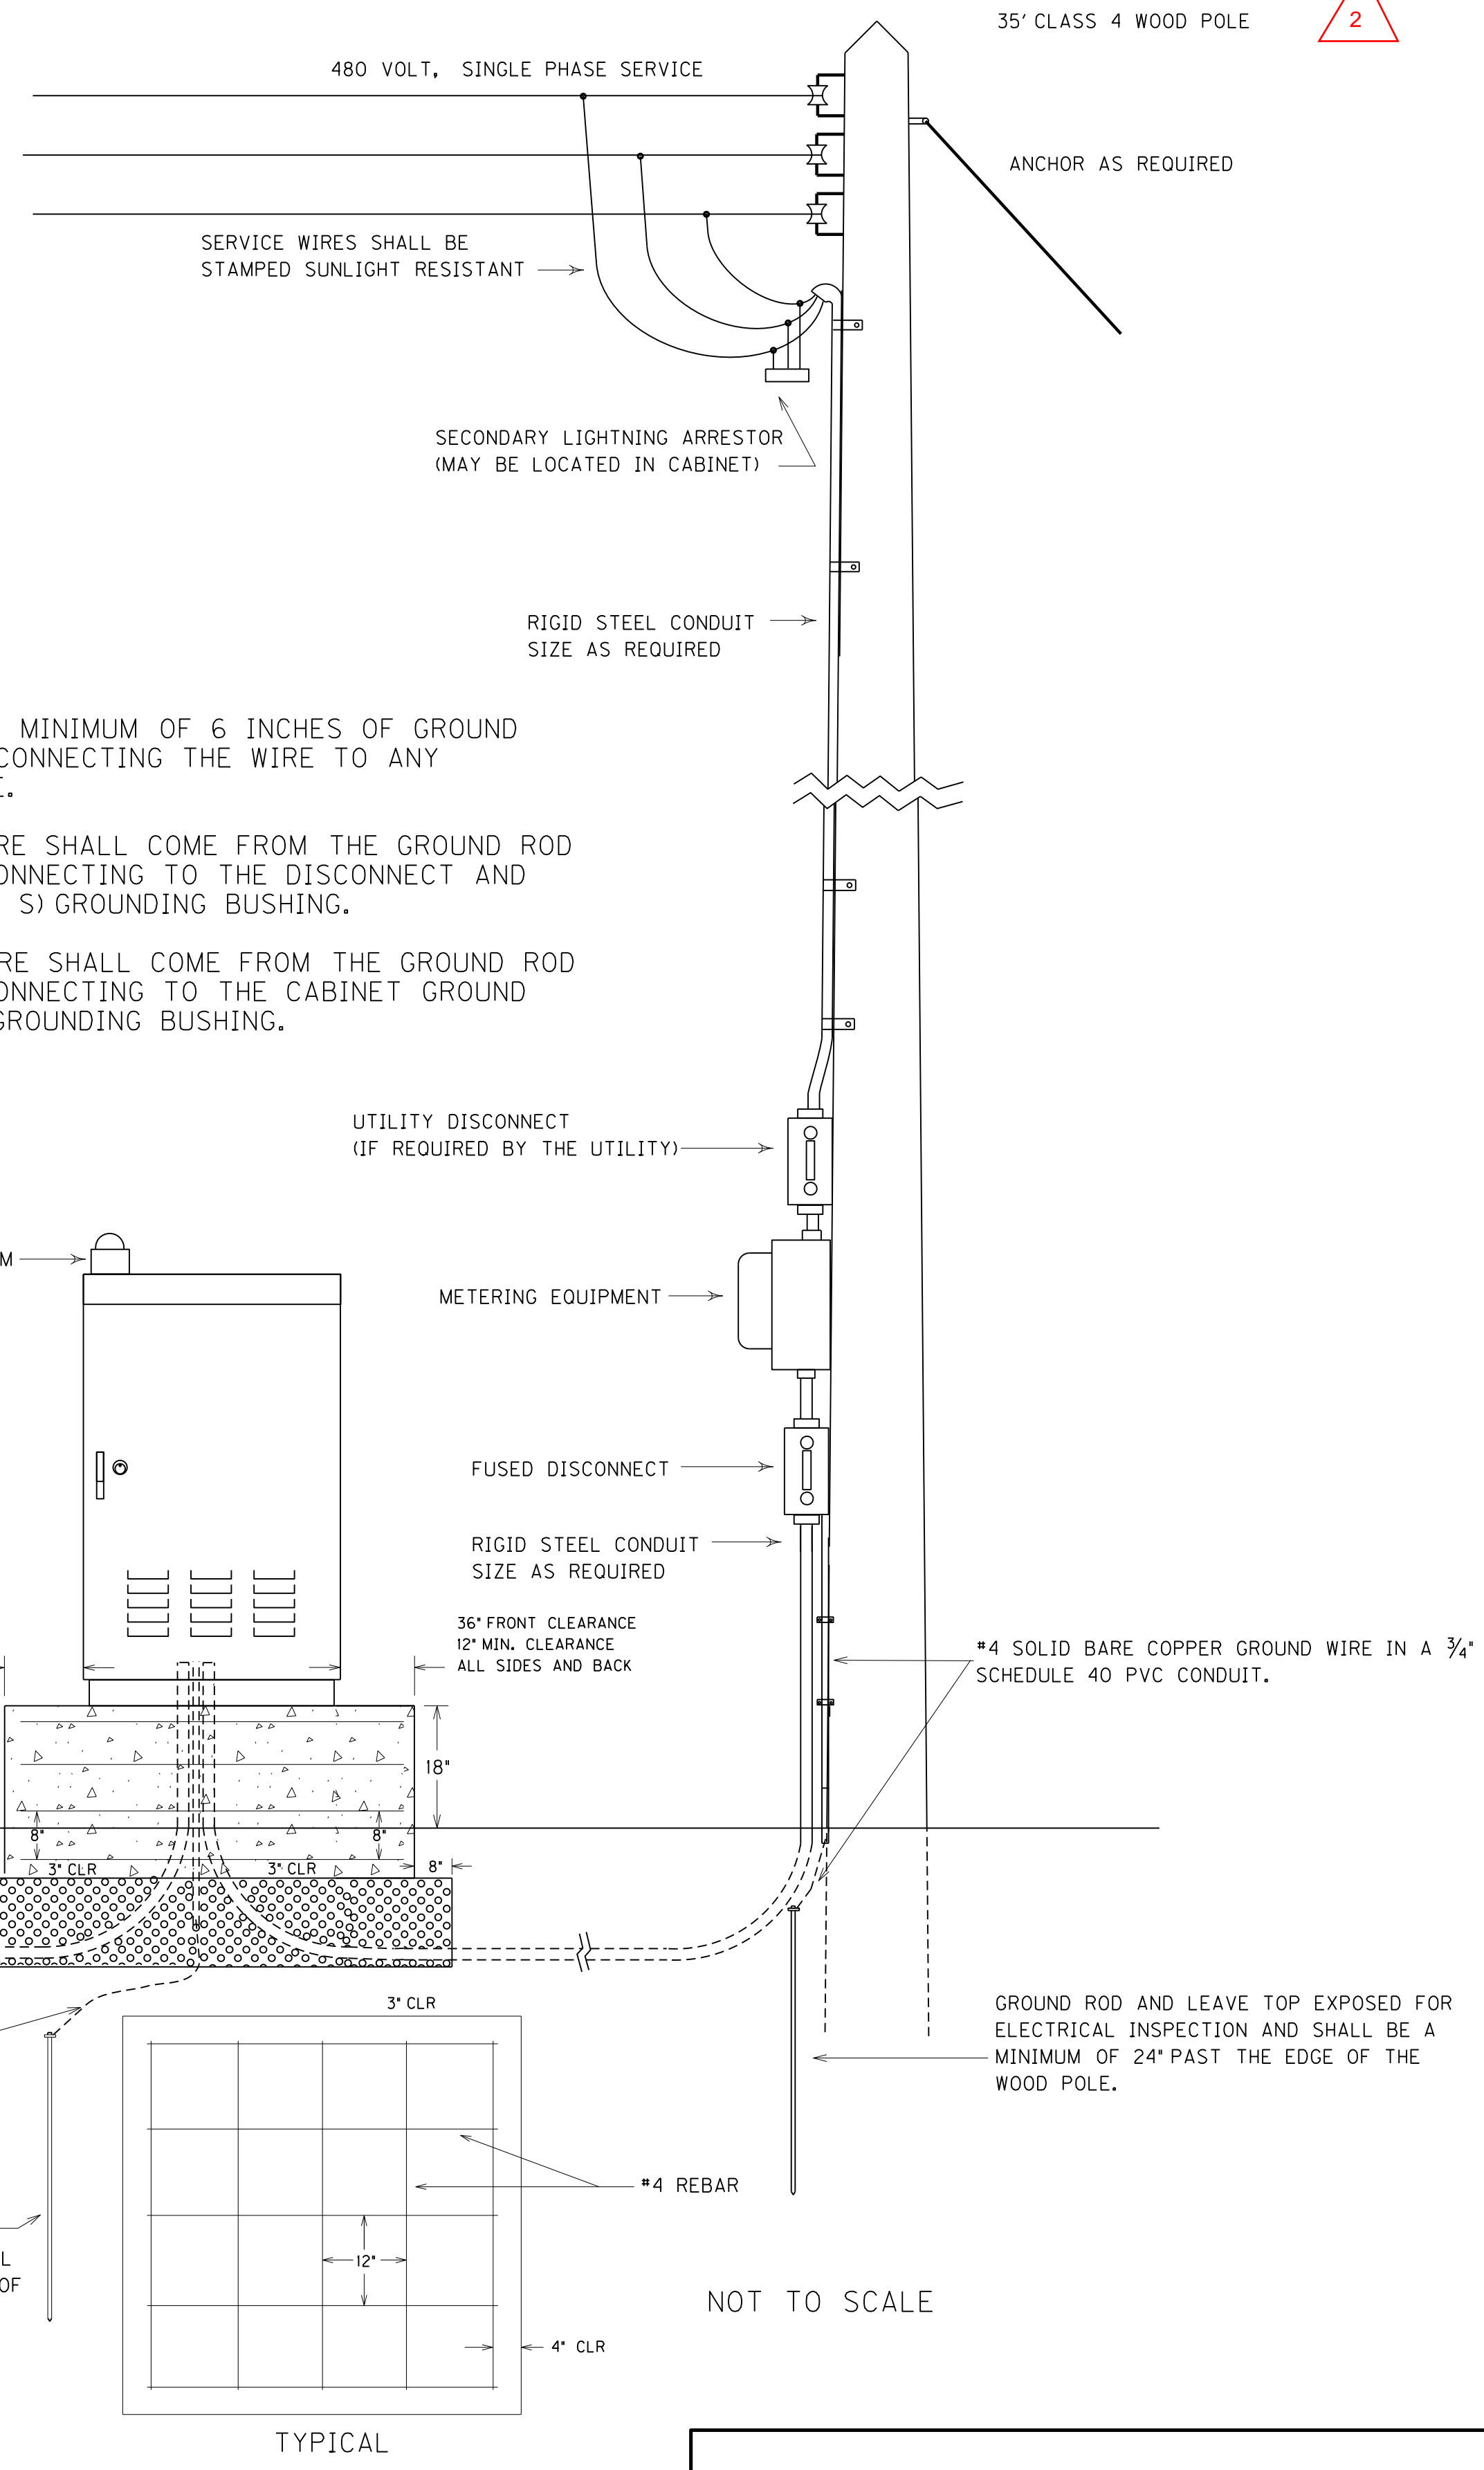 35' CLASS 4 WOOD POLE
2
480 VOLT, SINGLE PHASE SERVICE
ANCHOR AS REQUIRED
SERVICE WIRES SHALL BE
STAMPED SUNLIGHT RESISTANT
SECONDARY LIGHTNING ARRESTOR
(MAY BE LOCATED IN CABINET)
RIGID STEEL CONDUIT
SIZE AS REQUIRED
MINIMUM OF 6 INCHES OF GROUND
CONNECTING THE WIRE TO ANY
E.
RE SHALL COME FROM THE GROUND ROD
ONNECTING TO THE DISCONNECT AND
S) GROUNDING BUSHING.
RE SHALL COME FROM THE GROUND ROD
ONNECTING TO THE CABINET GROUND
GROUNDING BUSHING.
UTILITY DISCONNECT
(IF REQUIRED BY THE UTILITY)
M
METERING EQUIPMENT
FUSED DISCONNECT
RIGID STEEL CONDUIT
SIZE AS REQUIRED
36" FRONT CLEARANCE
12" MIN. CLEARANCE
ALL SIDES AND BACK
#4 SOLID BARE COPPER GROUND WIRE IN A 3/4"
SCHEDULE 40 PVC CONDUIT.
18"
8"
8"
3" CLR
3" CLR
8"
3" CLR
GROUND ROD AND LEAVE TOP EXPOSED FOR
ELECTRICAL INSPECTION AND SHALL BE A
MINIMUM OF 24" PAST THE EDGE OF THE
WOOD POLE.
#4 REBAR
L
OF
12"
NOT TO SCALE
4" CLR
TYPICAL